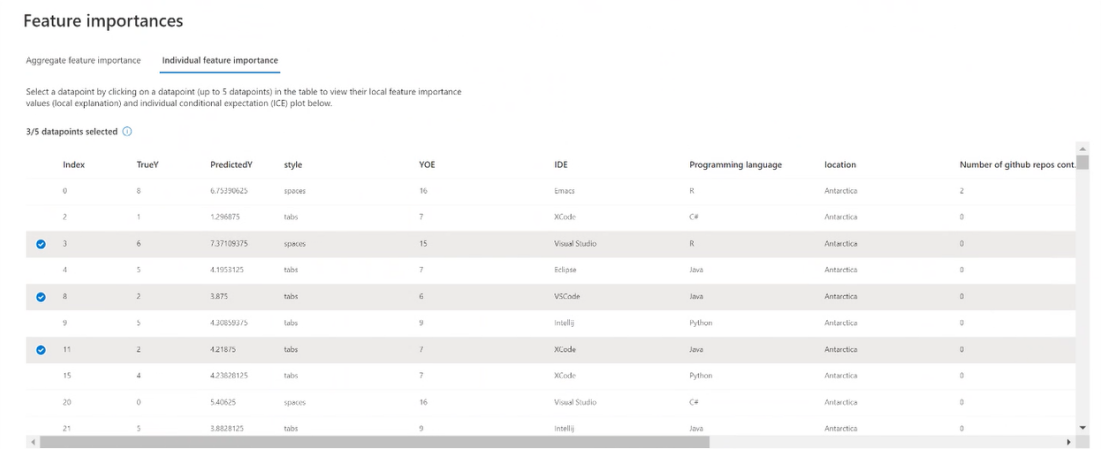 Feature importances
Aggregate feature importance Individual feature importance
Select a datapoint by clicking on a datapoint (up to 5 datapoints) in the table to view their local feature importance
values (local explanation) and individual conditional expectation (ICE) plot below.
3/5 datapoints selected
Index TrueY PredictedY style YOE IDE Programming language location Number of github repos cont...
0 8 6.75390625 spaces 16 Emacs R Antarctica 2
2 1 1.296875 tabs 7 XCode C# Antarctica 0
3 6 7.37109375 spaces 15 Visual Studio R Antarctica 0
4 5 4.1953125 tabs 7 Eclipse Java Antarctica 0
8 2 3.875 tabs 6 VSCode Java Antarctica 0
9 5 4.30859375 tabs 9 Intellij Python Antarctica 0
11 2 4.21875 tabs 7 XCode Java Antarctica 0
15 4 4.23828125 tabs 7 XCode Python Antarctica 0
20 0 5.40625 spaces 16 Visual Studio C# Antarctica 0
21 5 3.8828125 tabs 9 Intellij Java Antarctica 0